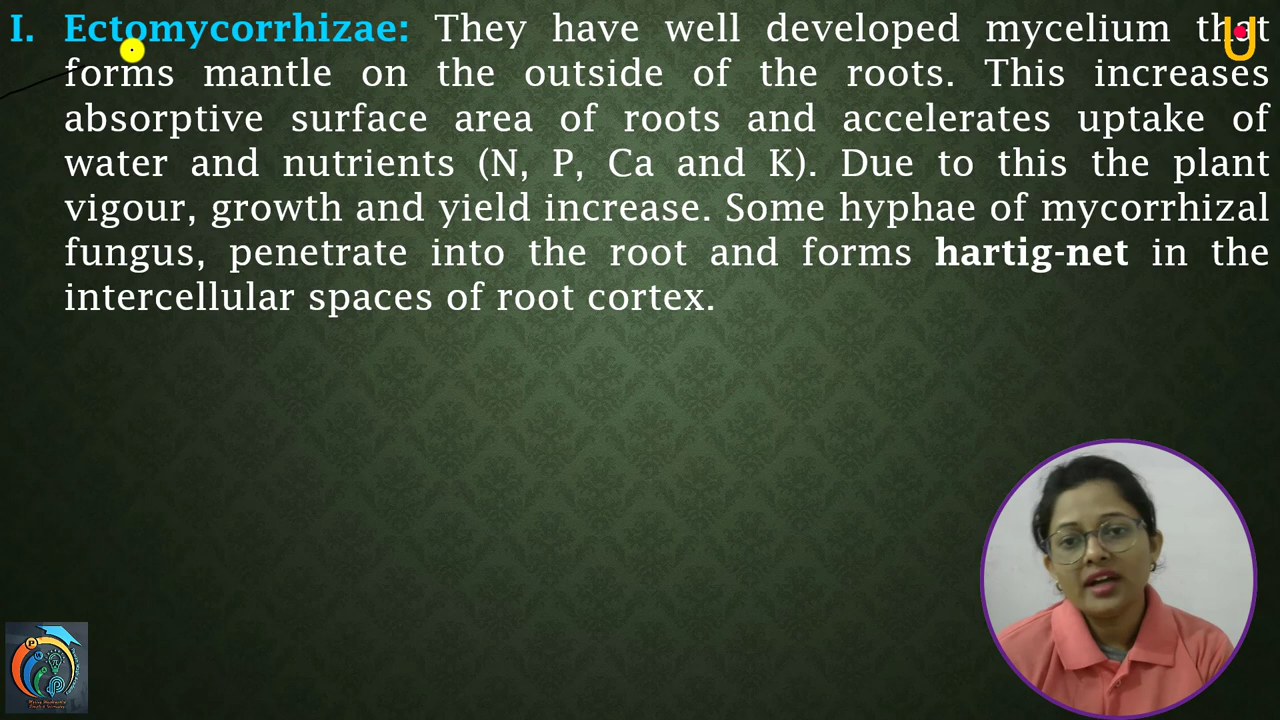 I. Ectomycorrhizae: They have well developed mycelium that
forms mantle on the outside of the roots. This increases
absorptive surface area of roots and accelerates uptake of
water and nutrients (N, P, Ca and K). Due to this the plant
vigour, growth and yield increase. Some hyphae of mycorrhizal
fungus, penetrate into the root and forms hartig-net in the
intercellular spaces of root cortex.